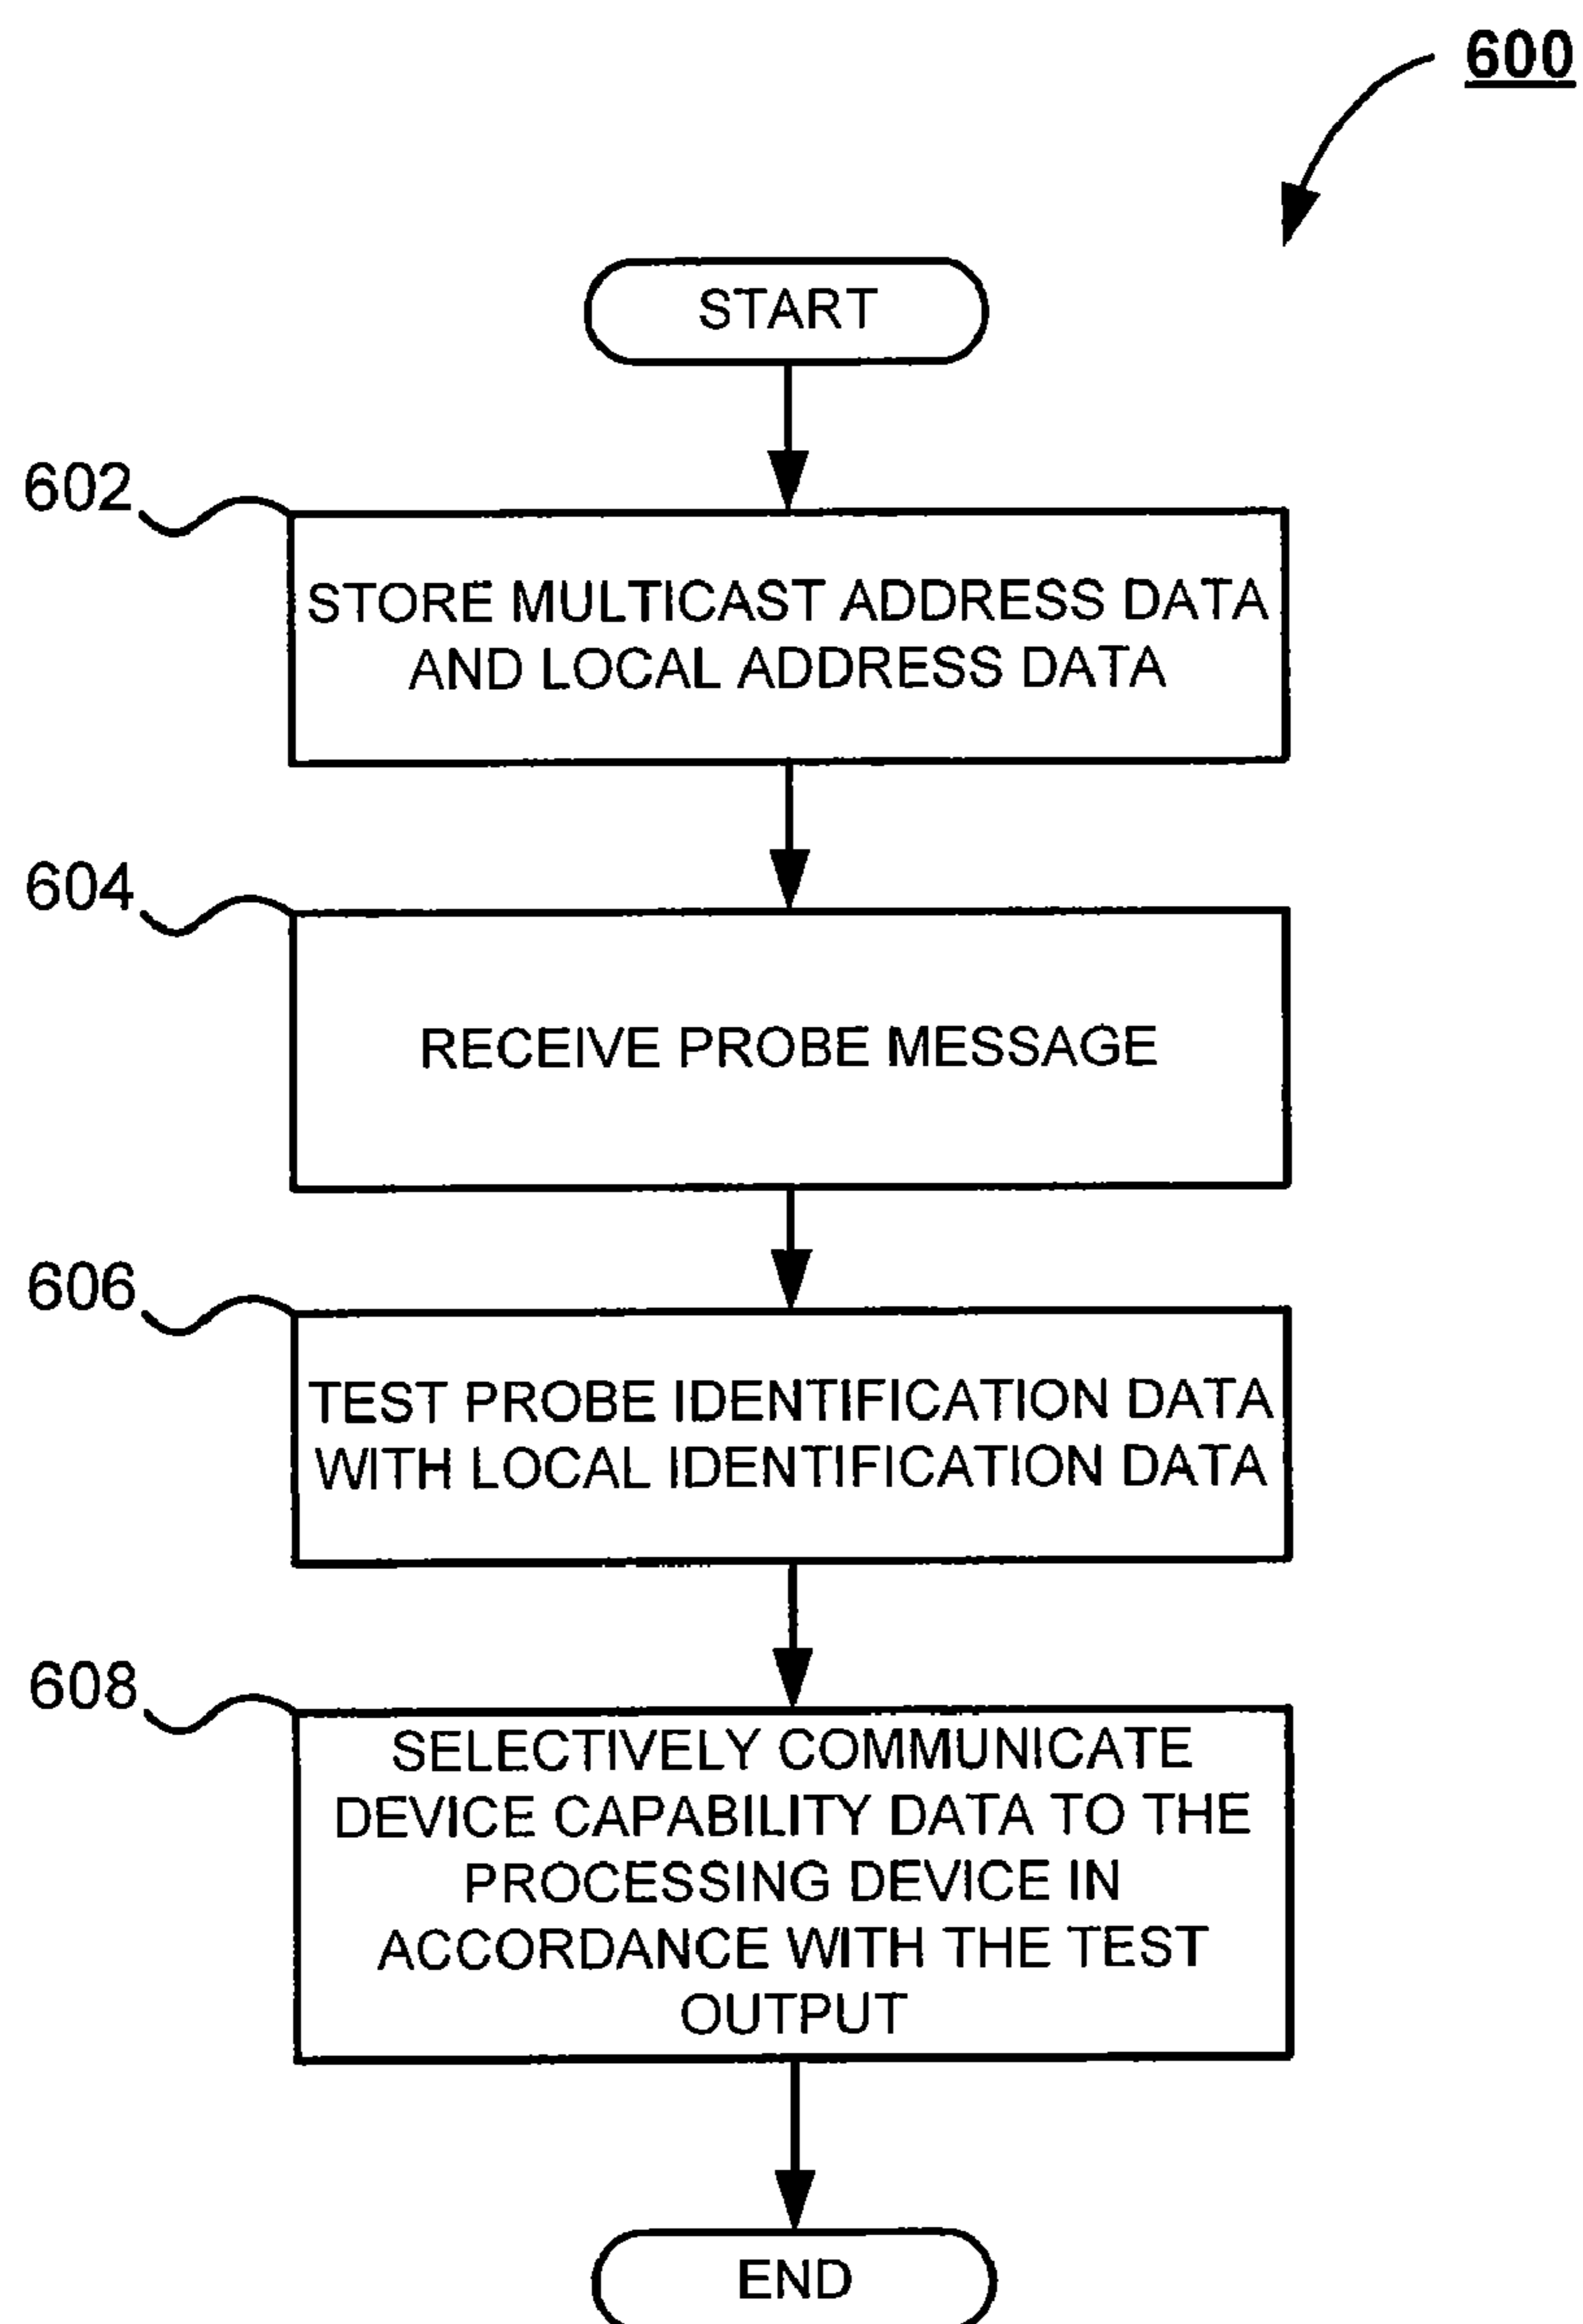 600
START
602
STORE MULTICAST ADDRESS DATA
AND LOCAL ADDRESS DATA
604
RECEIVE PROBE MESSAGE
606
TEST PROBE IDENTIFICATION DATA
WITH LOCAL IDENTIFICATION DATA
608
SELECTIVELY COMMUNICATE
DEVICE CAPABILITY DATA TO THE
PROCESSING DEVICE IN
ACCORDANCE WITH THE TEST
OUTPUT
END